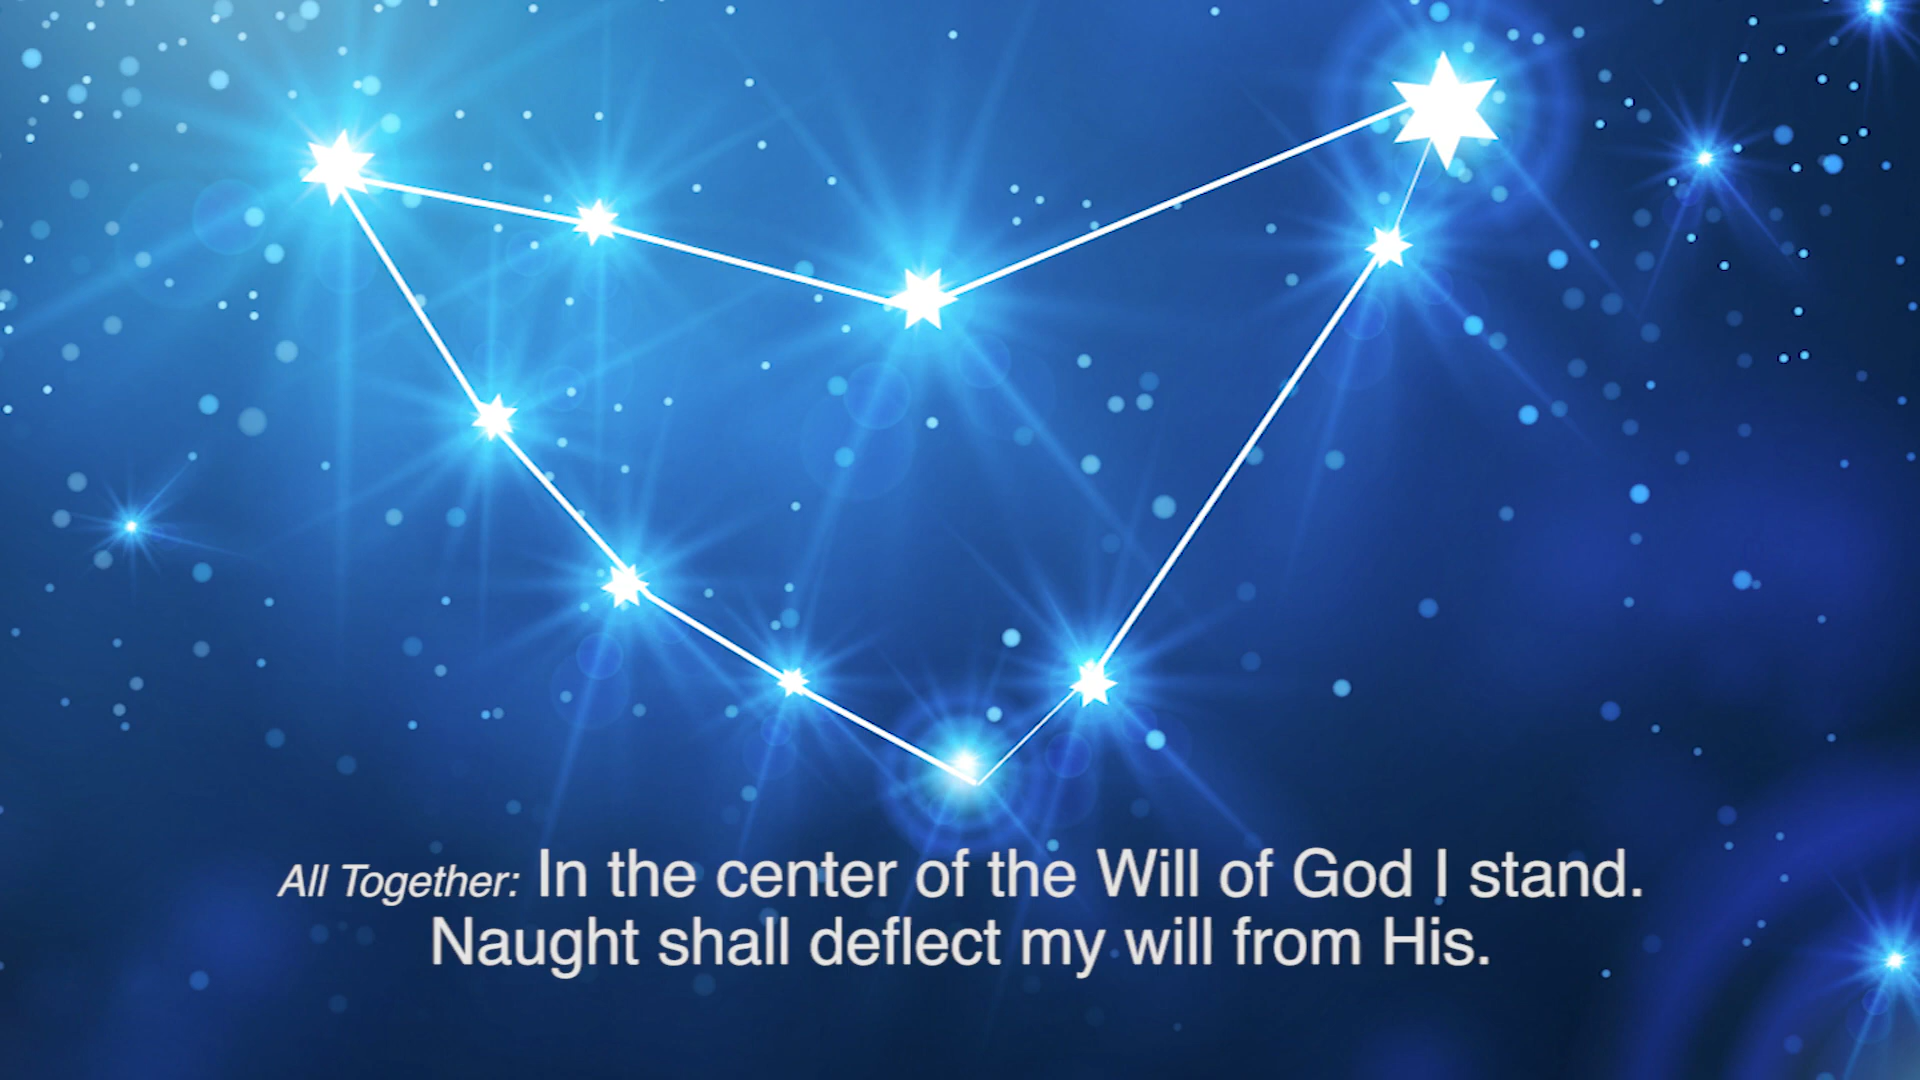 All Together: In the center of the Will of God I stand.
Naught shall deflect my will from His.